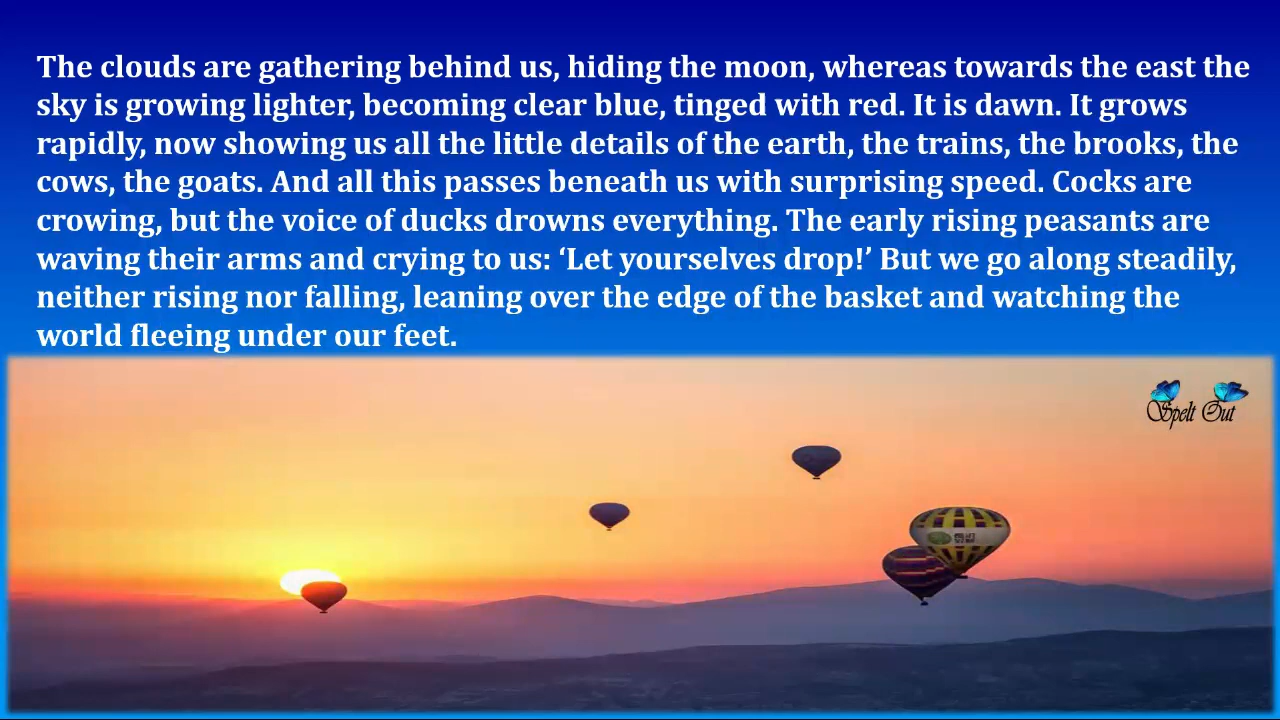 The clouds are gathering behind us, hiding the moon, whereas towards the east the
sky is growing lighter, becoming clear blue, tinged with red. It is dawn. It grows
rapidly, now showing us all the little details of the earth, the trains, the brooks, the
cows, the goats. And all this passes beneath us with surprising speed. Cocks are
crowing, but the voice of ducks drowns everything. The early rising peasants are
waving their arms and crying to us: ‘Let yourselves drop!’ But we go along steadily,
neither rising nor falling, leaning over the edge of the basket and watching the
world fleeing under our feet.
Spelt Out